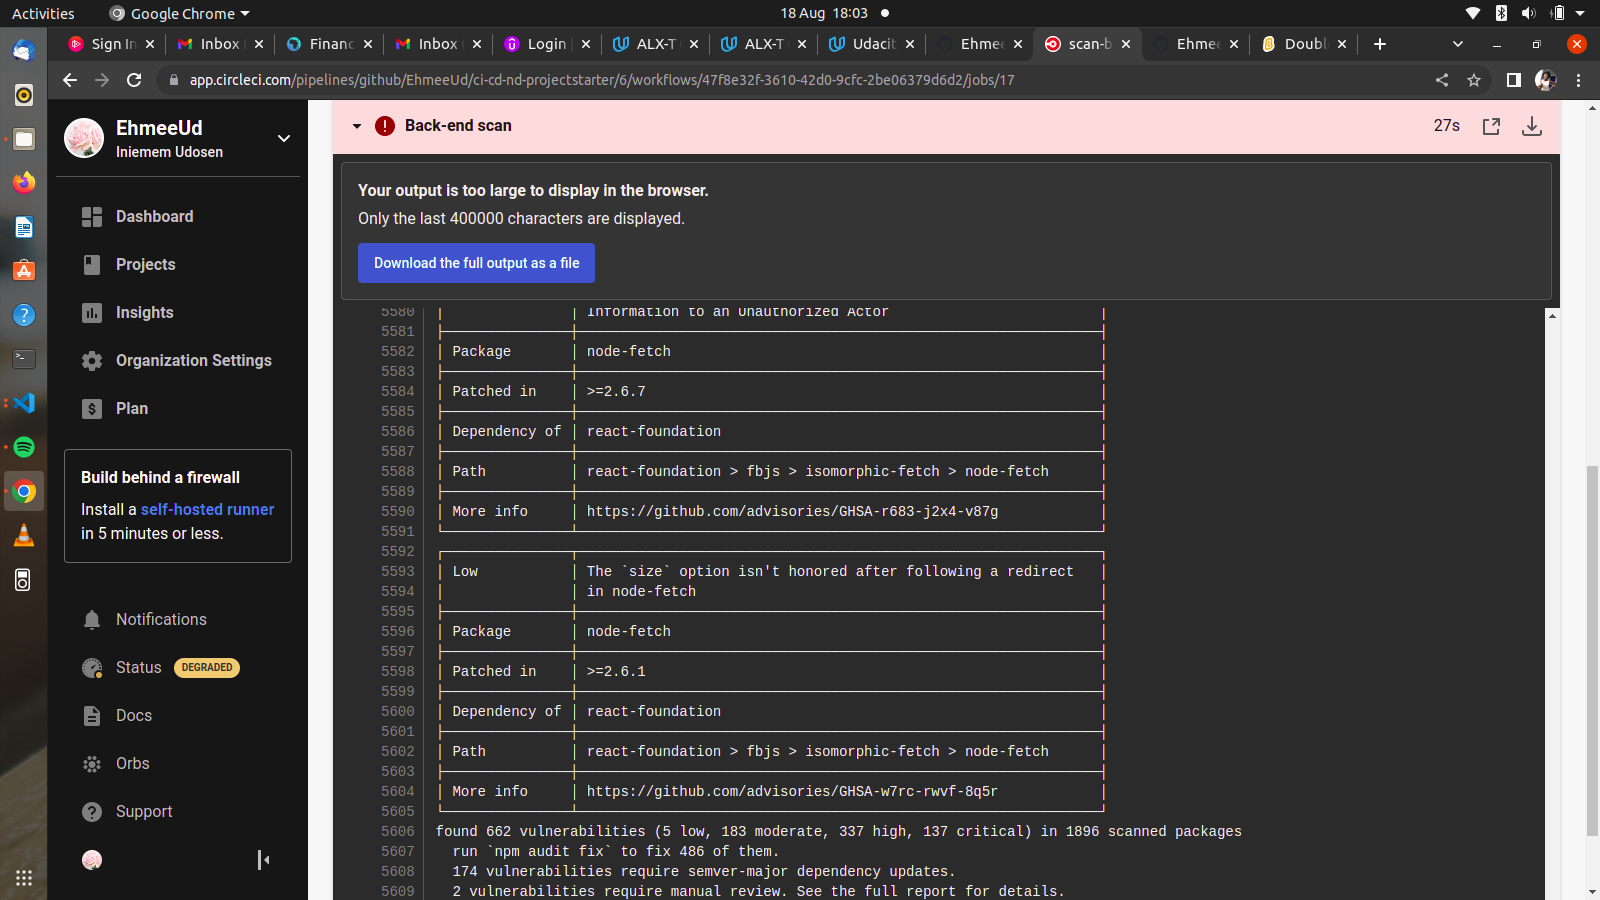 Activities
Google Chrome
18 Aug 18:03
Sign In
Inbox
Financ
Inbox
Login
ALX-T
ALX-T
Udacit
Ehmee
scan-b
Ehmee
Doubl
app.circleci.com/pipelines/github/EhmeeUd/ci-cd-nd-projectstarter/6/workflows/47f8e32f-3610-42d0-9cfc-2be06379d6d2/jobs/17
EhmeeUd
Iniemem Udosen
Dashboard
Projects
Insights
Organization Settings
Plan
Build behind a firewall
Install a self-hosted runner
in 5 minutes or less.
Notifications
Status DEGRADED
Docs
Orbs
Support
Back-end scan
27s
Your output is too large to display in the browser.
Only the last 400000 characters are displayed.
Download the full output as a file
5580 Information to an Unauthorized Actor
5581
5582 Package node-fetch
5583
5584 Patched in >=2.6.7
5585
5586 Dependency of react-foundation
5587
5588 Path react-foundation > fbjs > isomorphic-fetch > node-fetch
5589
5590 More info https://github.com/advisories/GHSA-r683-j2x4-v87g
5591
5592
5593 Low The `size` option isn't honored after following a redirect
5594 in node-fetch
5595
5596 Package node-fetch
5597
5598 Patched in >=2.6.1
5599
5600 Dependency of react-foundation
5601
5602 Path react-foundation > fbjs > isomorphic-fetch > node-fetch
5603
5604 More info https://github.com/advisories/GHSA-w7rc-rwvf-8q5r
5605
5606 found 662 vulnerabilities (5 low, 183 moderate, 337 high, 137 critical) in 1896 scanned packages
5607 run `npm audit fix` to fix 486 of them.
5608 174 vulnerabilities require semver-major dependency updates.
5609 2 vulnerabilities require manual review. See the full report for details.